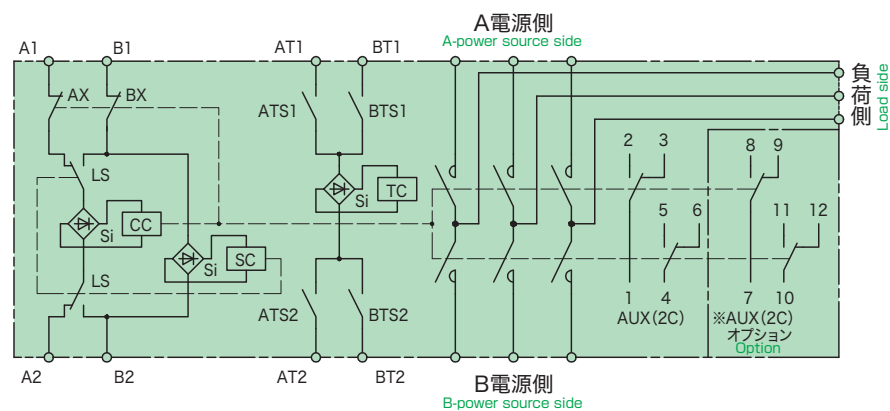 A電源側
A-power source side
A1
B1
AT1
BT1
AX
BX
ATS1
BTS1
負荷側
Load side
LS
Si
CC
Si
SC
LS
Si
TC
ATS2
BTS2
2
3
5
6
1
4
AUX(2C)
8
9
11
12
7
10
※AUX(2C)
オプション
Option
A2
B2
AT2
BT2
B電源側
B-power source side